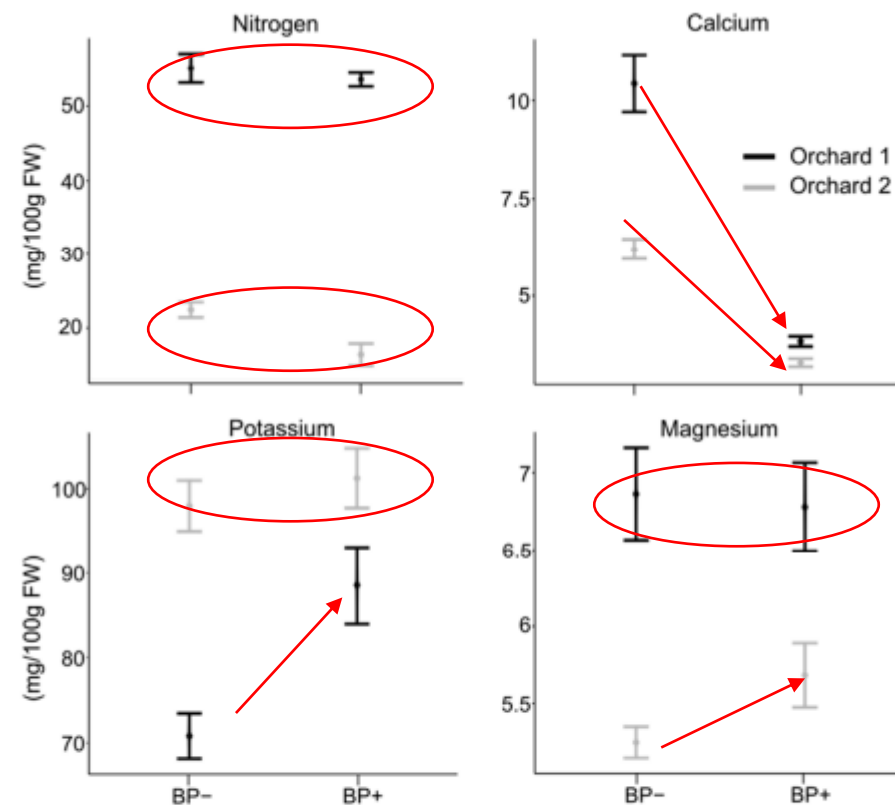 Nitrogen
Calcium
(mg/100g FW)
50
40
30
20
10
7.5
5
Orchard 1
Orchard 2
Potassium
Magnesium
(mg/100g FW)
100
90
80
70
7
6.5
6
5.5
BP−
BP+
BP−
BP+